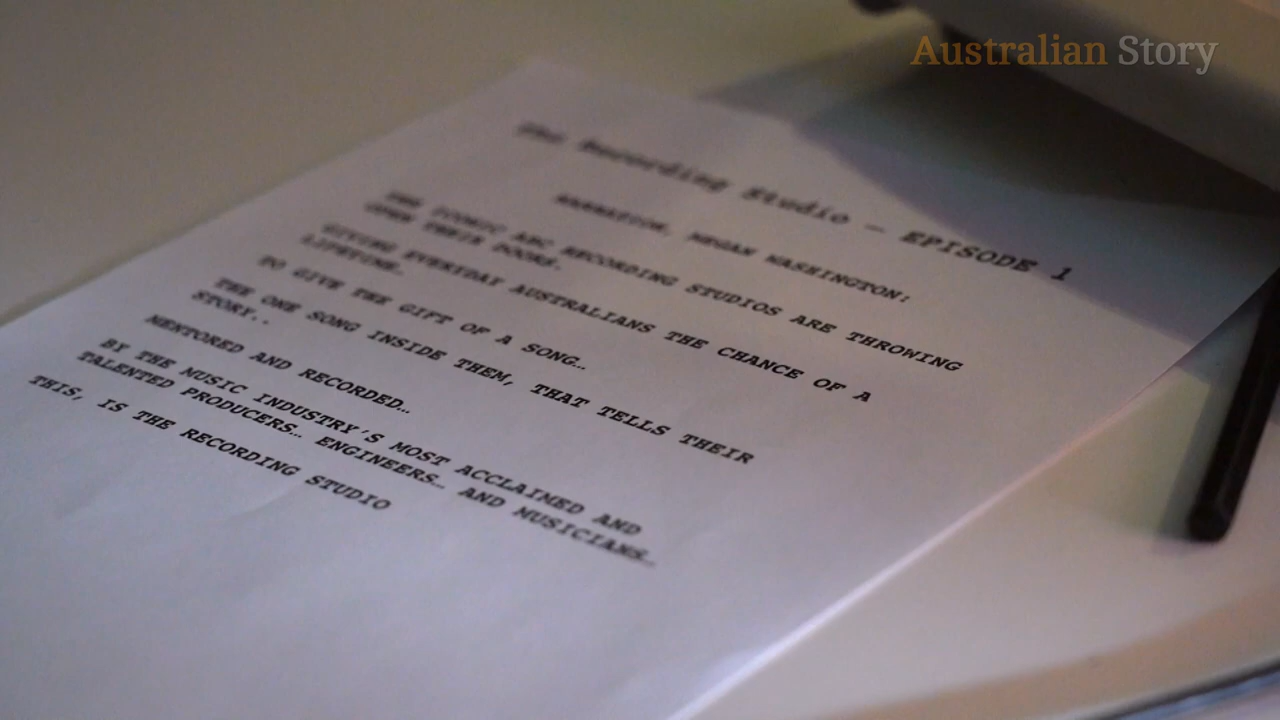 Australian Story
The Recording Studio – EPISODE 1
NARRATION, MEGAN WASHINGTON:
THE ICONIC ABC RECORDING STUDIOS ARE THROWING
OPEN THEIR DOORS.
GIVING EVERYDAY AUSTRALIANS THE CHANCE OF A
LIFETIME.
TO GIVE THE GIFT OF A SONG…
THE ONE SONG INSIDE THEM, THAT TELLS THEIR
STORY..
MENTORED AND RECORDED…
BY THE MUSIC INDUSTRY'S MOST ACCLAIMED AND
TALENTED PRODUCERS… ENGINEERS… AND MUSICIANS…
THIS, IS THE RECORDING STUDIO